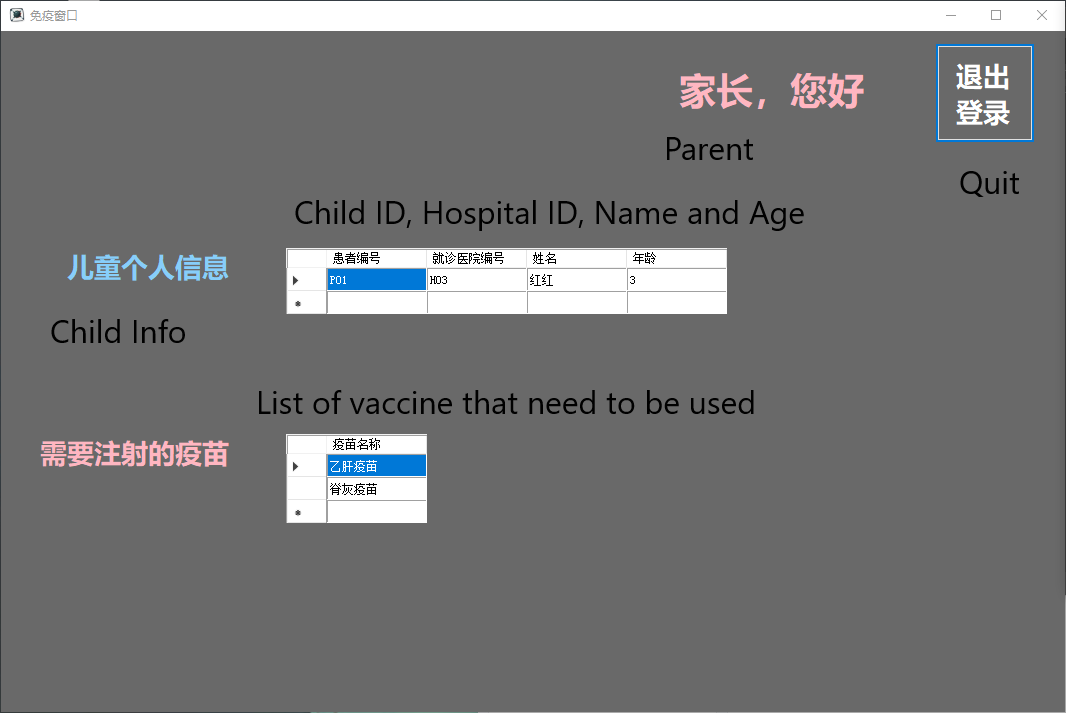 免疫窗口
家长，您好
退出
登录
Parent
Quit
Child ID, Hospital ID, Name and Age
儿童个人信息
患者编号 就诊医院编号 姓名 年龄
P01 H03 红红 3
Child Info
List of vaccine that need to be used
需要注射的疫苗
疫苗名称
乙肝疫苗
脊灰疫苗